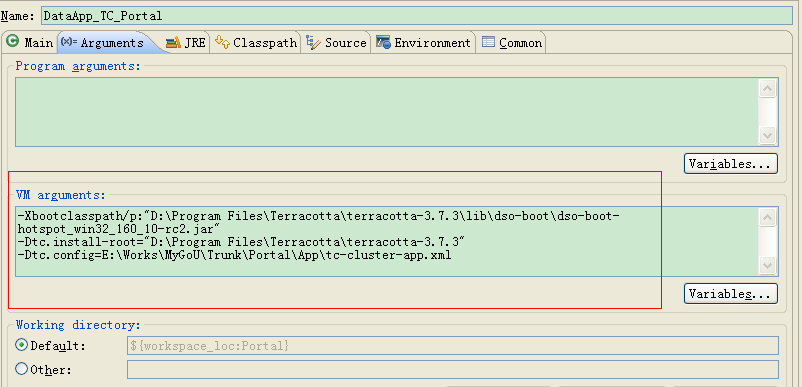 Name: DataApp_TC_Portal
Main (x)= Arguments JRE Classpath Source Environment Common
Program arguments:
Variables...
VM arguments:
-Xbootclasspath/p:"D:\Program Files\Terracotta\terracotta-3.7.3\lib\dso-boot\dso-boot-
hotspot_win32_160_10-rc2.jar"
-Dtc.install-root="D:\Program Files\Terracotta\terracotta-3.7.3"
-Dtc.config=E:\Works\MyGoU\Trunk\Portal\App\tc-cluster-app.xml
Variables...
Working directory:
Default: ${workspace_loc:Portal}
Other: